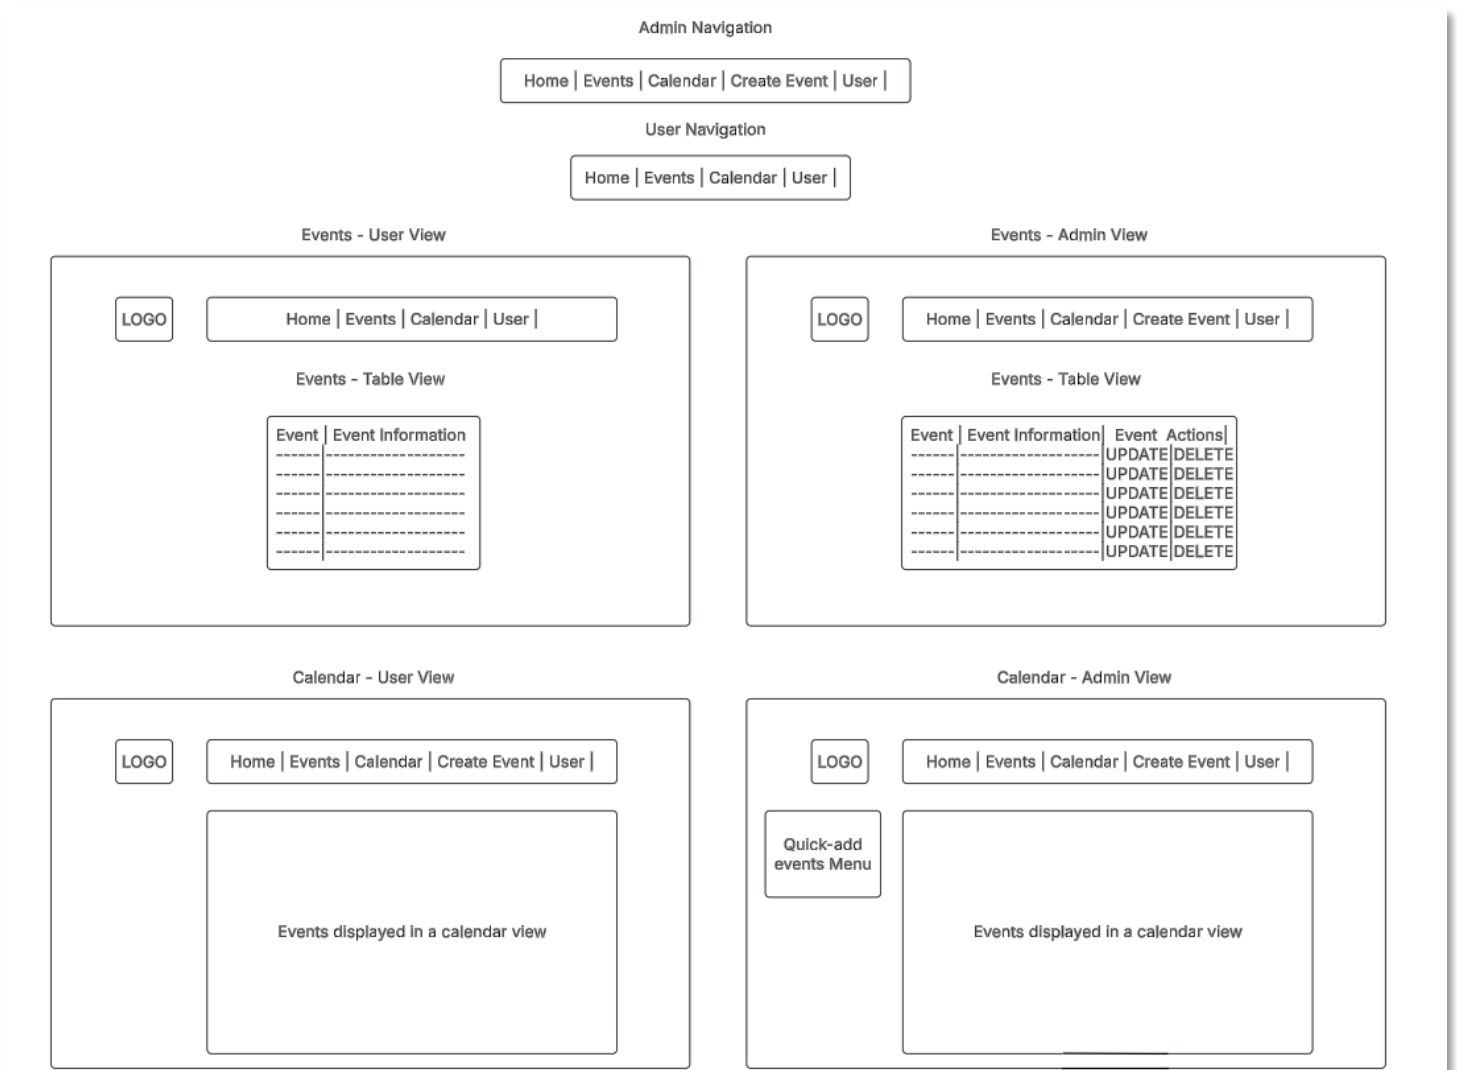 Admin Navigation
Home | Events | Calendar | Create Event | User |
User Navigation
Home | Events | Calendar | User |
Events - User View
LOGO
Home | Events | Calendar | User |
Events - Table View
Event | Event Information
------|-------------------
------|-------------------
------|-------------------
------|-------------------
------|-------------------
------|-------------------
Events - Admin View
LOGO
Home | Events | Calendar | Create Event | User |
Events - Table View
Event | Event Information| Event Actions|
------|-------------------|UPDATE|DELETE
------|-------------------|UPDATE|DELETE
------|-------------------|UPDATE|DELETE
------|-------------------|UPDATE|DELETE
------|-------------------|UPDATE|DELETE
------|-------------------|UPDATE|DELETE
Calendar - User View
LOGO
Home | Events | Calendar | Create Event | User |
Events displayed in a calendar view
Calendar - Admin View
LOGO
Home | Events | Calendar | Create Event | User |
Quick-add
events Menu
Events displayed in a calendar view